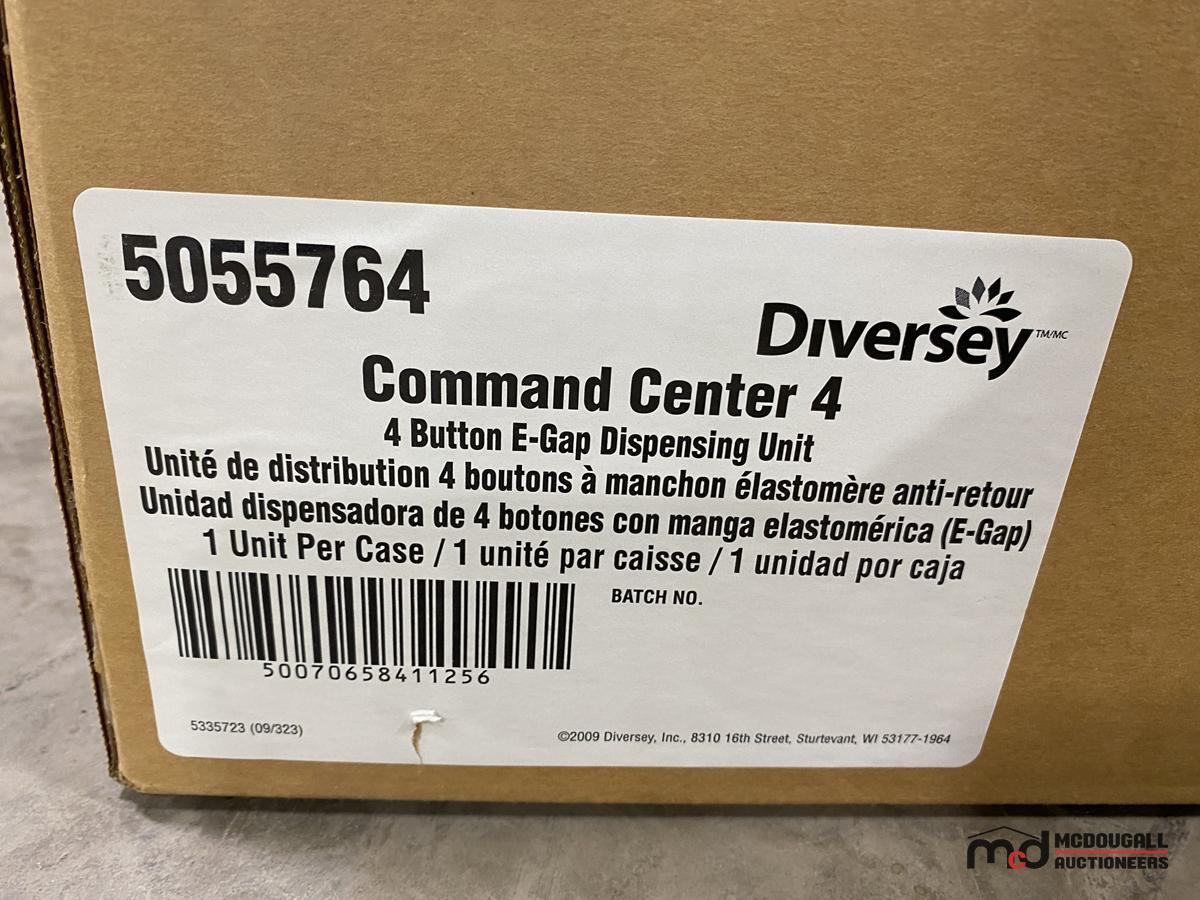 5055764
Diversey TM/MC
Command Center 4
4 Button E-Gap Dispensing Unit
Unité de distribution 4 boutons à manchon élastomère anti-retour
Unidad dispensadora de 4 botones con manga elastomérica (E-Gap)
1 Unit Per Case / 1 unité par caisse / 1 unidad por caja
BATCH NO.
50070658411256
5335723 (09/323)
©2009 Diversey, Inc., 8310 16th Street, Sturtevant, WI 53177-1964
mcd MCDOUGALL
AUCTIONEERS